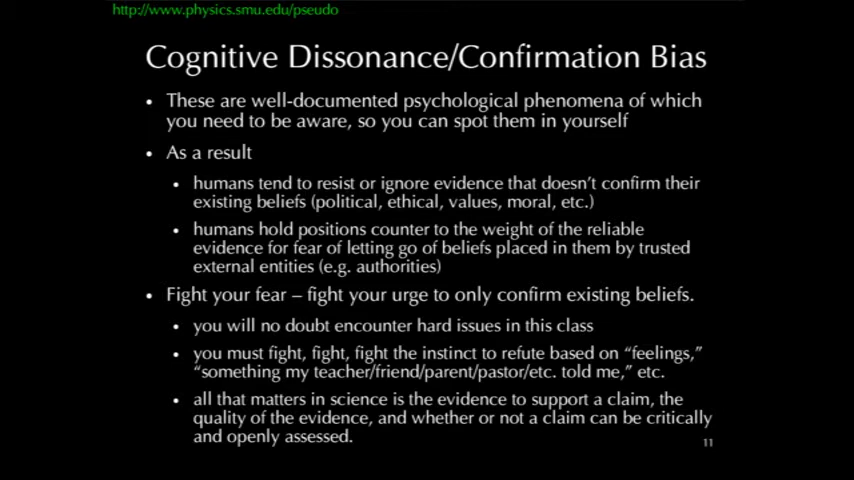 http://www.physics.smu.edu/pseudo
Cognitive Dissonance/Confirmation Bias
• These are well-documented psychological phenomena of which
you need to be aware, so you can spot them in yourself
• As a result
• humans tend to resist or ignore evidence that doesn't confirm their
existing beliefs (political, ethical, values, moral, etc.)
• humans hold positions counter to the weight of the reliable
evidence for fear of letting go of beliefs placed in them by trusted
external entities (e.g. authorities)
• Fight your fear – fight your urge to only confirm existing beliefs.
• you will no doubt encounter hard issues in this class
• you must fight, fight, fight the instinct to refute based on “feelings,”
“something my teacher/friend/parent/pastor/etc. told me,” etc.
• all that matters in science is the evidence to support a claim, the
quality of the evidence, and whether or not a claim can be critically
and openly assessed.
11